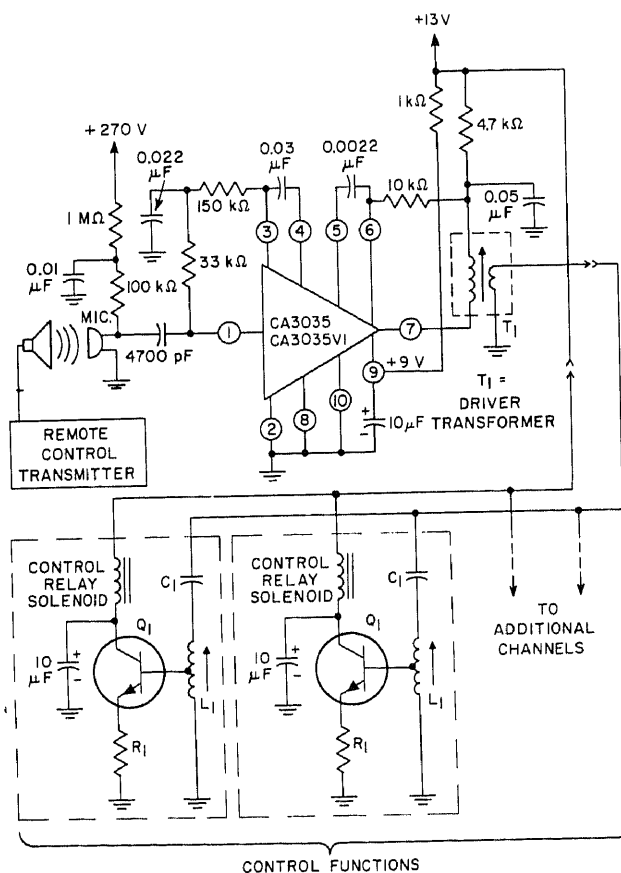 +13V
1kΩ
4.7 kΩ
+270 V
0.022
μF
0.03
μF
0.0022
μF
150 kΩ
10 kΩ
0.05
μF
1 MΩ
3
4
5
6
0.01
μF
33 kΩ
100 kΩ
MIC.
CA3035
CA3035VI
1
7
4700 pF
T1
+9 V
9
T1 =
DRIVER
TRANSFORMER
10
8
2
+
10μF
−
REMOTE
CONTROL
TRANSMITTER
CONTROL
RELAY
SOLENOID
C1
CONTROL
RELAY
SOLENOID
C1
Q1
Q1
TO
ADDITIONAL
CHANNELS
10
μF
+
−
10
μF
+
−
L1
L1
R1
R1
CONTROL FUNCTIONS